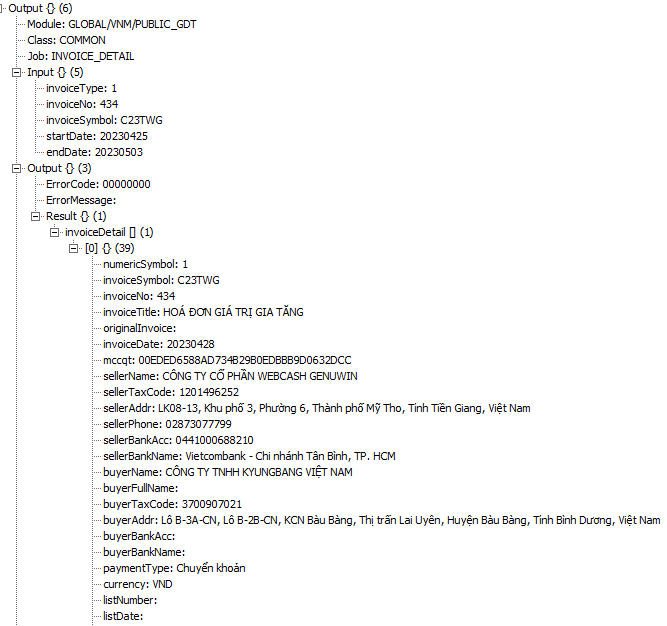 Output {} (6)
Module: GLOBAL/VNM/PUBLIC_GDT
Class: COMMON
Job: INVOICE_DETAIL
Input {} (5)
invoiceType: 1
invoiceNo: 434
invoiceSymbol: C23TWG
startDate: 20230425
endDate: 20230503
Output {} (3)
ErrorCode: 00000000
ErrorMessage:
Result {} (1)
invoiceDetail [] (1)
[0] {} (39)
numericSymbol: 1
invoiceSymbol: C23TWG
invoiceNo: 434
invoiceTitle: HOÁ ĐƠN GIÁ TRỊ GIA TĂNG
originalInvoice:
invoiceDate: 20230428
mccqt: 00EDED6588AD734B29B0EDBBB9D0632DCC
sellerName: CÔNG TY CỔ PHẦN WEBCASH GENUWIN
sellerTaxCode: 1201496252
sellerAddr: LK08-13, Khu phố 3, Phường 6, Thành phố Mỹ Tho, Tỉnh Tiền Giang, Việt Nam
sellerPhone: 02873077799
sellerBankAcc: 0441000688210
sellerBankName: Vietcombank - Chi nhánh Tân Bình, TP. HCM
buyerName: CÔNG TY TNHH KYUNGBANG VIỆT NAM
buyerFullName:
buyerTaxCode: 3700907021
buyerAddr: Lô B-3A-CN, Lô B-2B-CN, KCN Bàu Bàng, Thị trấn Lai Uyên, Huyện Bàu Bàng, Tỉnh Bình Dương, Việt Nam
buyerBankAcc:
buyerBankName:
paymentType: Chuyển khoản
currency: VND
listNumber:
listDate: